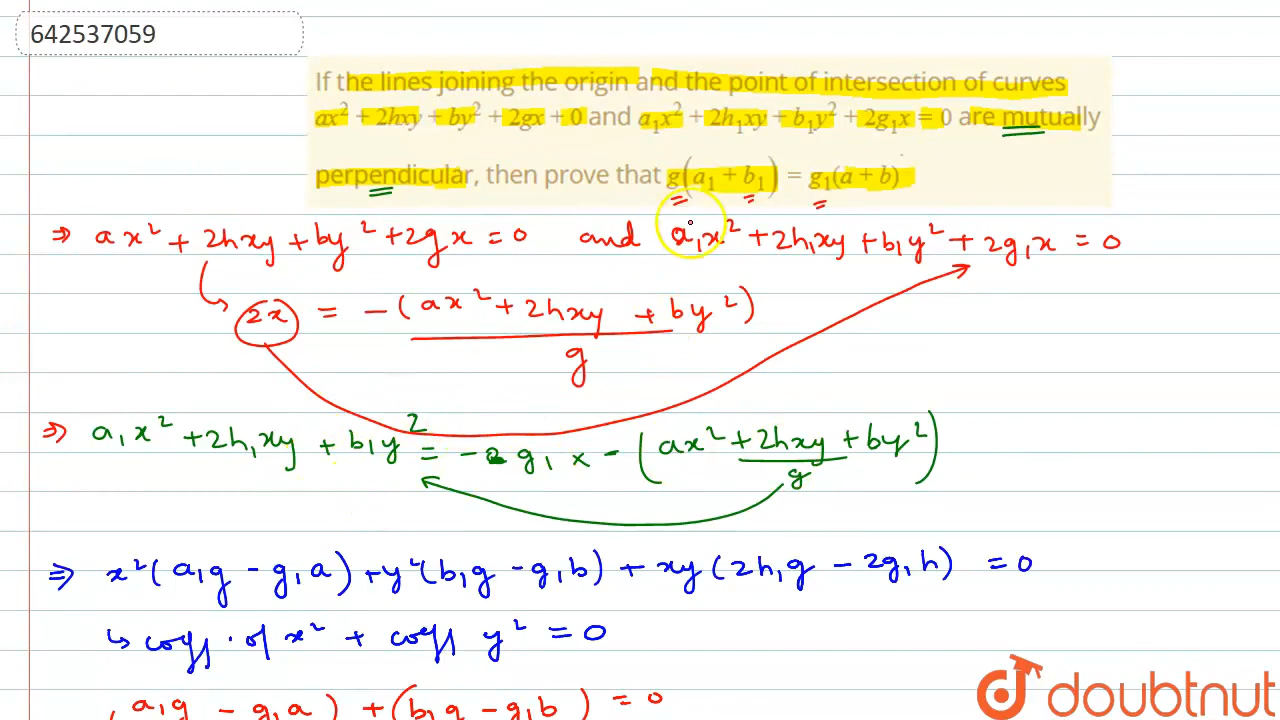 642537059
If the lines joining the origin and the point of intersection of curves
ax² + 2hxy + by² + 2gx + 0 and a₁x² + 2h₁xy + b₁y² + 2g₁x = 0 are mutually
perpendicular, then prove that g(a₁ + b₁) = g₁(a + b)
⇒ ax² + 2hxy + by² + 2gx = 0 and a₁x² + 2h₁xy + b₁y² + 2g₁x = 0
2x = -(ax² + 2hxy + by²)
g
⇒ a₁x² + 2h₁xy + b₁y² = -2g₁ x - (ax² + 2hxy + by²)
g
⇒ x²(a₁g - g₁a) + y²(b₁g - g₁b) + xy(2h₁g - 2g₁h) = 0
↳ coeff. of x² + coeff y² = 0
(a₁g - g₁a) + (b₁g - g₁b) = 0
doubtnut